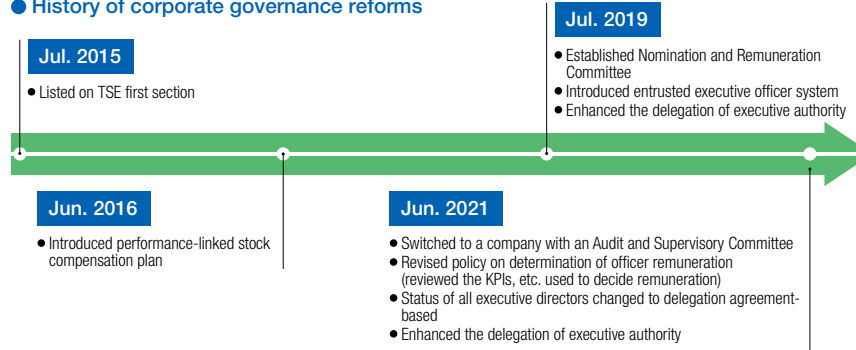 ● History of corporate governance reforms
Jul. 2015
● Listed on TSE first section
Jul. 2019
● Established Nomination and Remuneration
Committee
● Introduced entrusted executive officer system
● Enhanced the delegation of executive authority
Jun. 2016
● Introduced performance-linked stock
compensation plan
Jun. 2021
● Switched to a company with an Audit and Supervisory Committee
● Revised policy on determination of officer remuneration
(reviewed the KPIs, etc. used to decide remuneration)
● Status of all executive directors changed to delegation agreement-
based
● Enhanced the delegation of executive authority